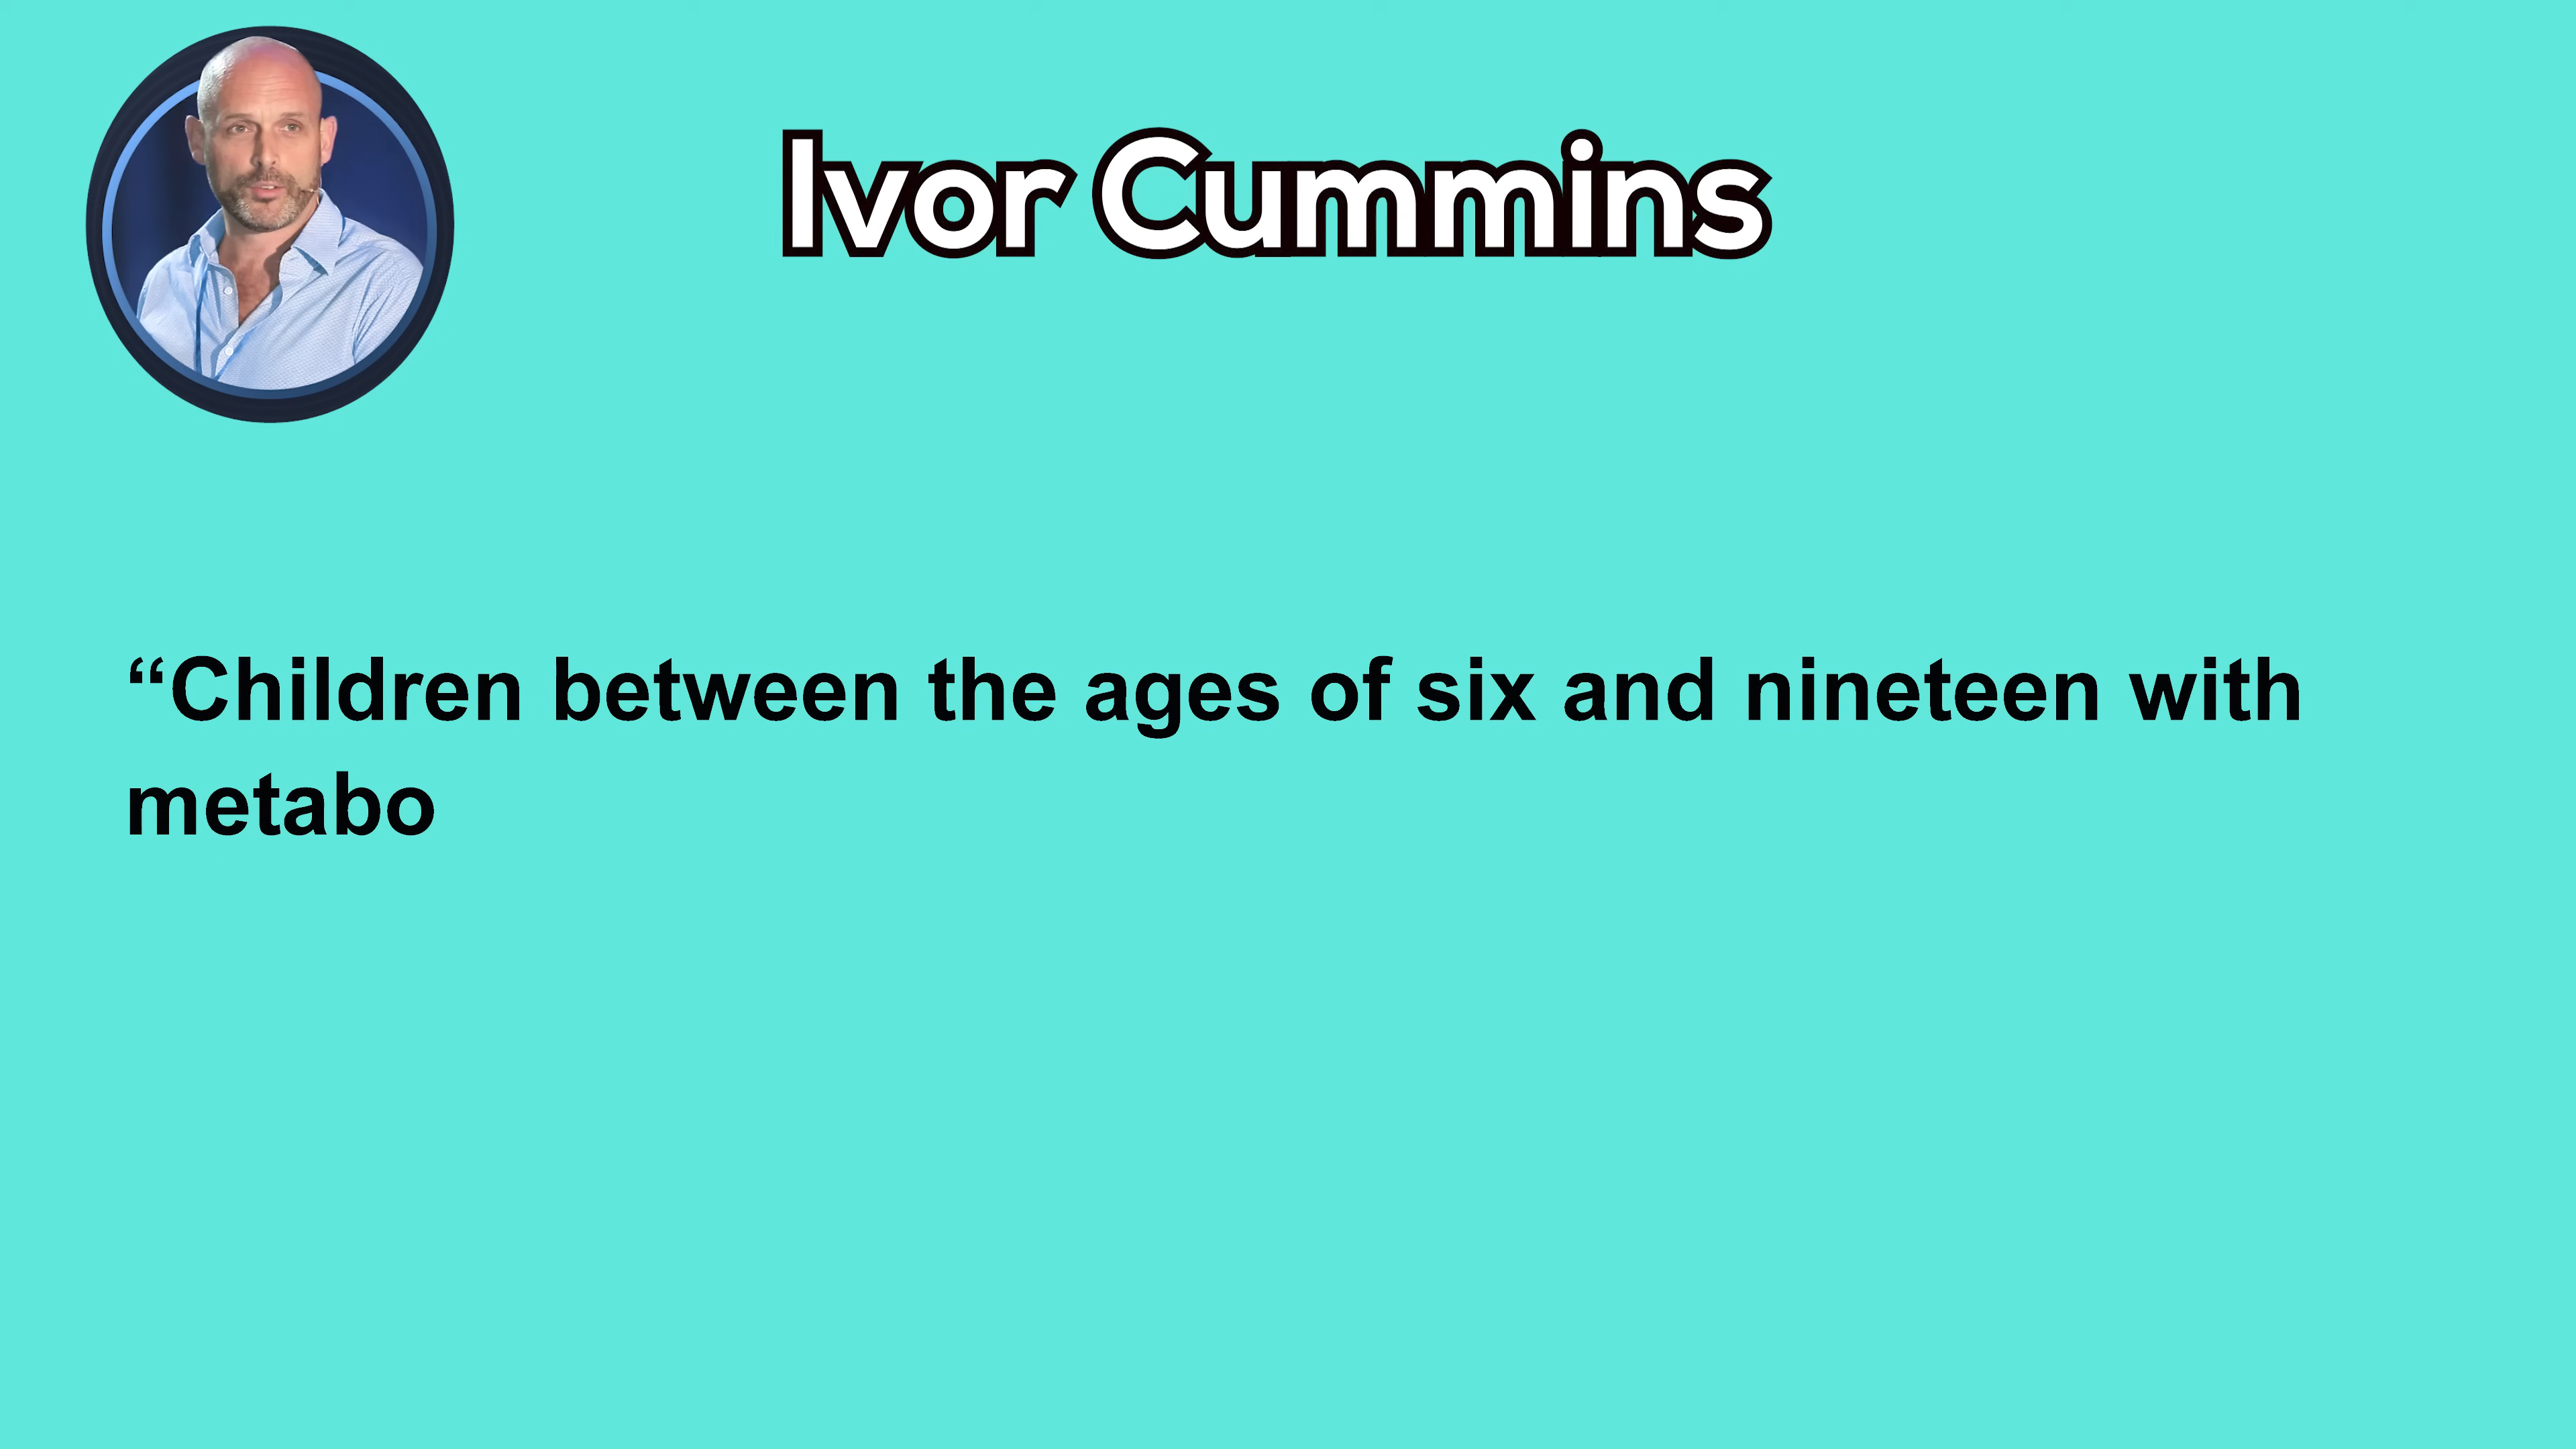 Ivor Cummins
“Children between the ages of six and nineteen with
metabo